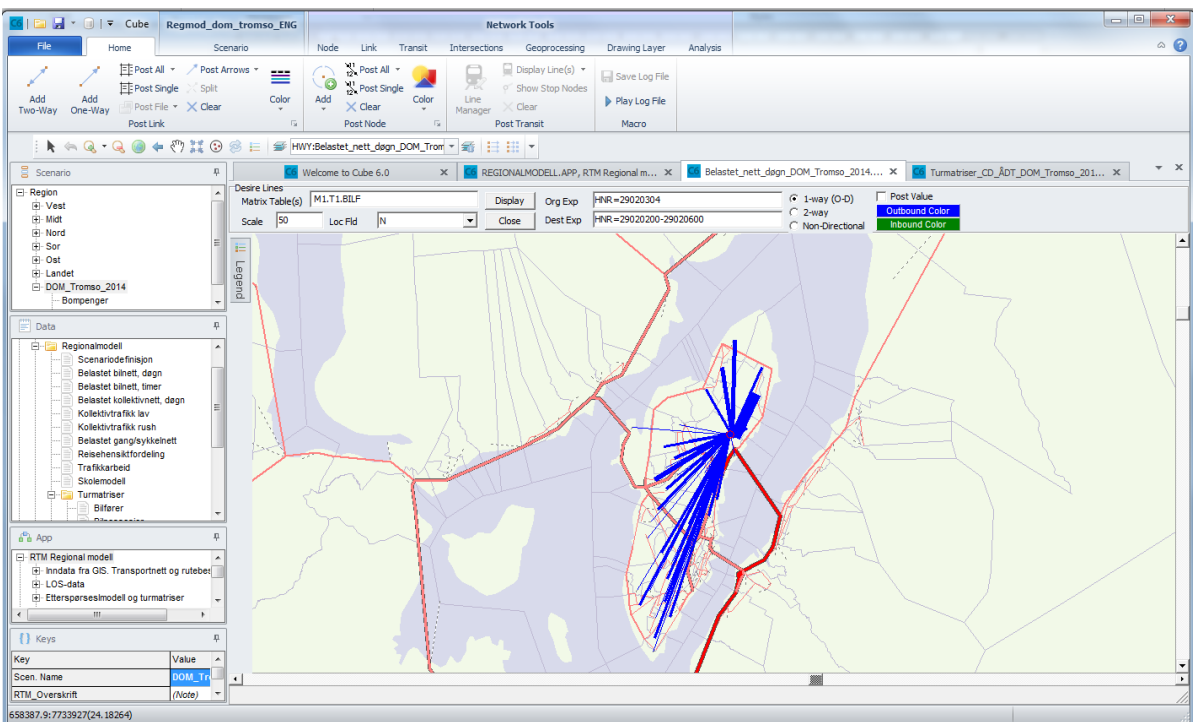 Cube Regmod_dom_tromso_ENG Network Tools
File Home Scenario Node Link Transit Intersections Geoprocessing Drawing Layer Analysis
Add Two-Way
Add One-Way
Post All
Post Single
Post File
Post Arrows
Split
Clear
Color
Post Link
Add
Post All
Post Single
Clear
Color
Post Node
Line Manager
Display Line(s)
Show Stop Nodes
Clear
Post Transit
Save Log File
Play Log File
Macro
HWY:Belastet_nett_døgn_DOM_Trom
Scenario
Region
Vest
Midt
Nord
Sor
Ost
Landet
DOM_Tromso_2014
Bompenger
Data
Regionalmodell
Scenariodefinisjon
Belastet bilnett, døgn
Belastet bilnett, timer
Belastet kollektivnett, døgn
Kollektivtrafikk lav
Kollektivtrafikk rush
Belastet gang/sykkelnett
Reisehensiktfordeling
Trafikkarbeid
Skolemodell
Turmatriser
Bilfører
App
RTM Regional modell
Inndata fra GIS. Transportnett og rutebes
LOS-data
Etterspørselsmodell og turmatriser
Keys
Key Value
Scen. Name DOM_Tr
RTM_Overskrift (Note)
Welcome to Cube 6.0
REGIONALMODELL.APP, RTM Regional m...
Belastet_nett_døgn_DOM_Tromso_2014....
Turmatriser_CD_ÅDT_DOM_Tromso_201...
Desire Lines
Matrix Table(s) M1.T1.BILF Display Org Exp HNR=29020304 1-way (O-D) Post Value
2-way Outbound Color
Scale 50 Loc Fld N Close Dest Exp HNR=29020200-29020600
Non-Directional Inbound Color
Legend
658387.9:7733927(24.18264)